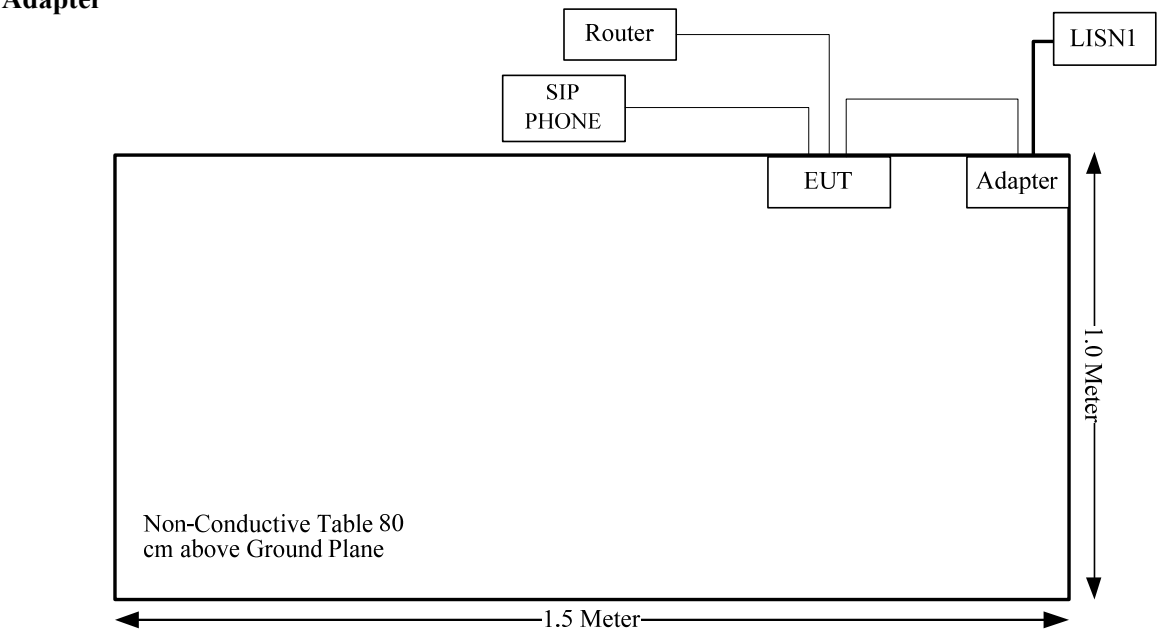 Adapter
Router
LISN1
SIP
PHONE
EUT
Adapter
1.0 Meter
Non-Conductive Table 80
cm above Ground Plane
1.5 Meter